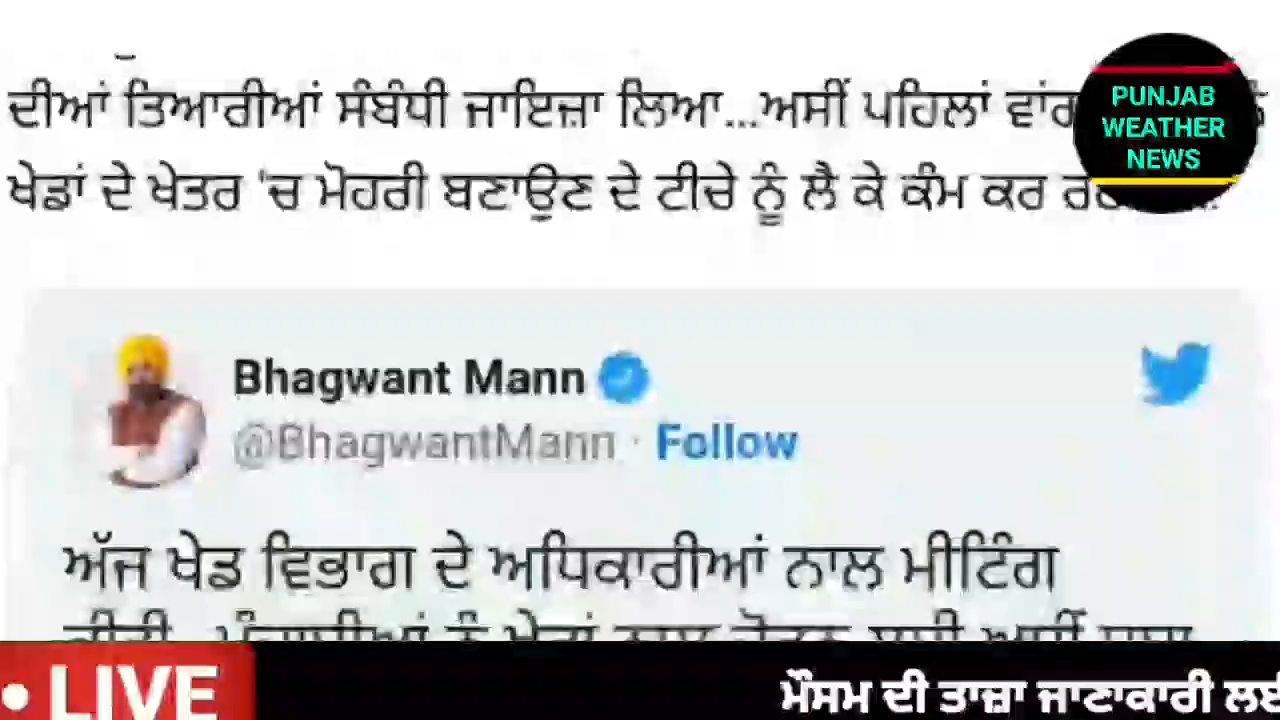 ਦੀਆਂ ਤਿਆਰੀਆਂ ਸੰਬੰਧੀ ਜਾਇਜ਼ਾ ਲਿਆ...ਅਸੀਂ ਪਹਿਲਾਂ ਵਾਂਗ
ਖੇਡਾਂ ਦੇ ਖੇਤਰ 'ਚ ਮੋਹਰੀ ਬਣਾਉਣ ਦੇ ਟੀਚੇ ਨੂੰ ਲੈ ਕੇ ਕੰਮ ਕਰ
PUNJAB
WEATHER
NEWS
Bhagwant Mann
@BhagwantMann · Follow
ਅੱਜ ਖੇਡ ਵਿਭਾਗ ਦੇ ਅਧਿਕਾਰੀਆਂ ਨਾਲ ਮੀਟਿੰਗ
• LIVE
ਮੌਸਮ ਦੀ ਤਾਜ਼ਾ ਜਾਣਾਕਾਰੀ ਲਈ